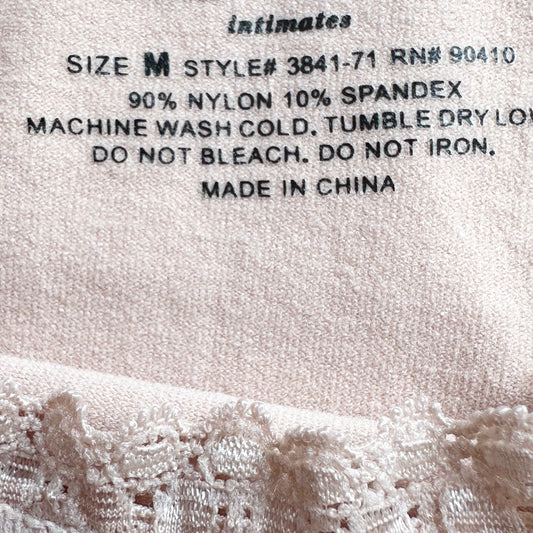 intimates
SIZE M STYLE# 3841-71 RN# 90410
90% NYLON 10% SPANDEX
MACHINE WASH COLD. TUMBLE DRY LO
DO NOT BLEACH. DO NOT IRON.
MADE IN CHINA